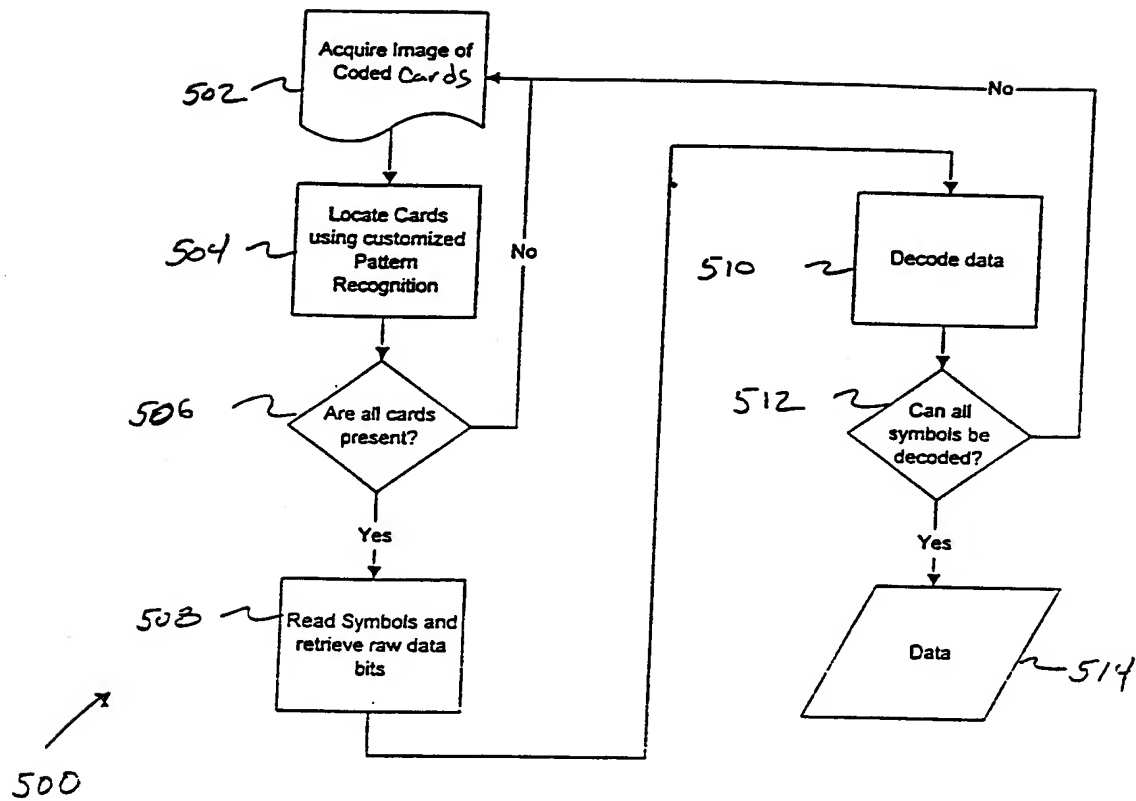 Acquire Image of
Coded Cards
502
No
Locate Cards
using customized
Pattern
Recognition
504
No
Decode data
510
Are all cards
present?
506
Can all
symbols be
decoded?
512
Yes
Yes
Read Symbols and
retrieve raw data
bits
508
Data
514
500